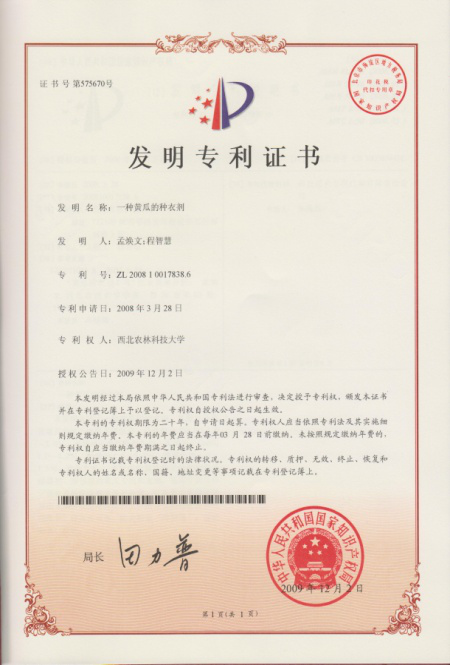 证书号第575670号
印花税
代扣专用章
发明专利证书
发明名称：一种黄瓜的种衣剂
发明人：孟焕文；程智慧
专利号：ZL 2008 1 0017838.6
专利申请日：2008年3月28日
专利权人：西北农林科技大学
授权公告日：2009年12月2日
本发明经过本局依照中华人民共和国专利法进行审查，决定授予专利权，颁发本证书
并在专利登记簿上予以登记。专利权自授权公告之日起生效。
本专利的专利权期限为二十年，自申请日起算。专利权人应当依照专利法及其实施细
则规定缴纳年费。本专利的年费应当在每年03月28日前缴纳。未按照规定缴纳年费的，
专利权自应当缴纳年费期满之日起终止。
专利证书记载专利权登记时的法律状况。专利权的转移、质押、无效、终止、恢复和
专利权人的姓名或名称、国籍、地址变更等事项记载在专利登记簿上。
局长 田力普
中华人民共和国国家知识产权局
2009年12月2日
第1页(共1页)